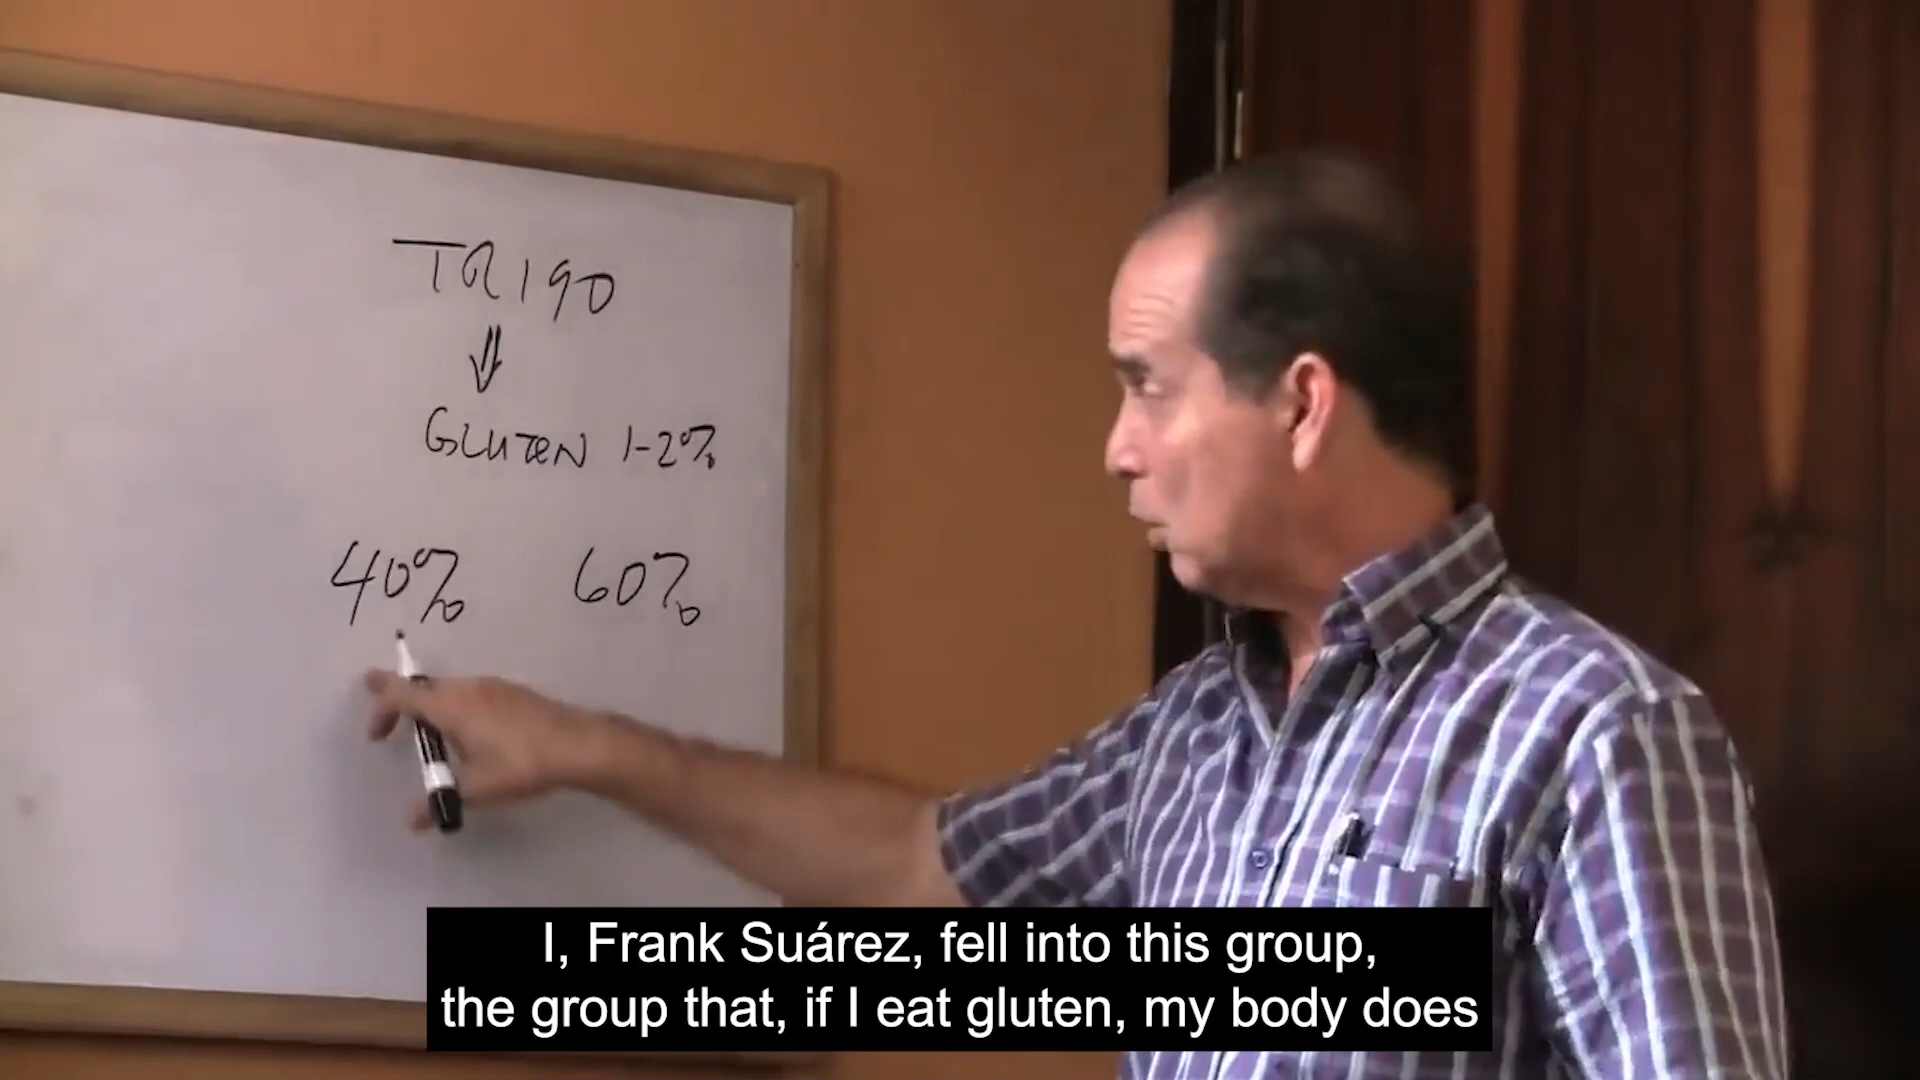 TRIGO
GLUTEN 1-2%
40% 60%
I, Frank Suárez, fell into this group,
the group that, if I eat gluten, my body does